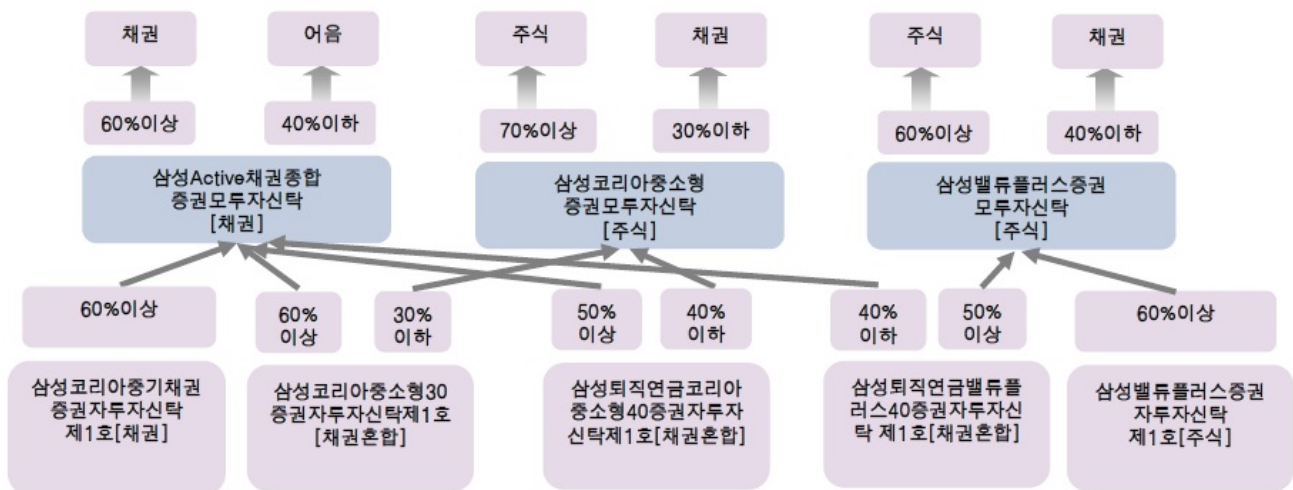 채권
어음
주식
채권
주식
채권
60%이상
40%이하
70%이상
30%이하
60%이상
40%이하
삼성Active채권종합
증권모투자신탁
[채권]
삼성코리아중소형
증권모투자신탁
[주식]
삼성밸류플러스증권
모투자신탁
[주식]
60%이상
60%
이상
30%
이하
50%
이상
40%
이하
40%
이하
50%
이상
60%이상
삼성코리아중기채권
증권자투자신탁
제1호[채권]
삼성코리아중소형30
증권자투자신탁제1호
[채권혼합]
삼성퇴직연금코리아
중소형40증권자투자
신탁제1호[채권혼합]
삼성퇴직연금밸류플
러스40증권자투자신
탁 제1호[채권혼합]
삼성밸류플러스증권
자투자신탁
제1호[주식]